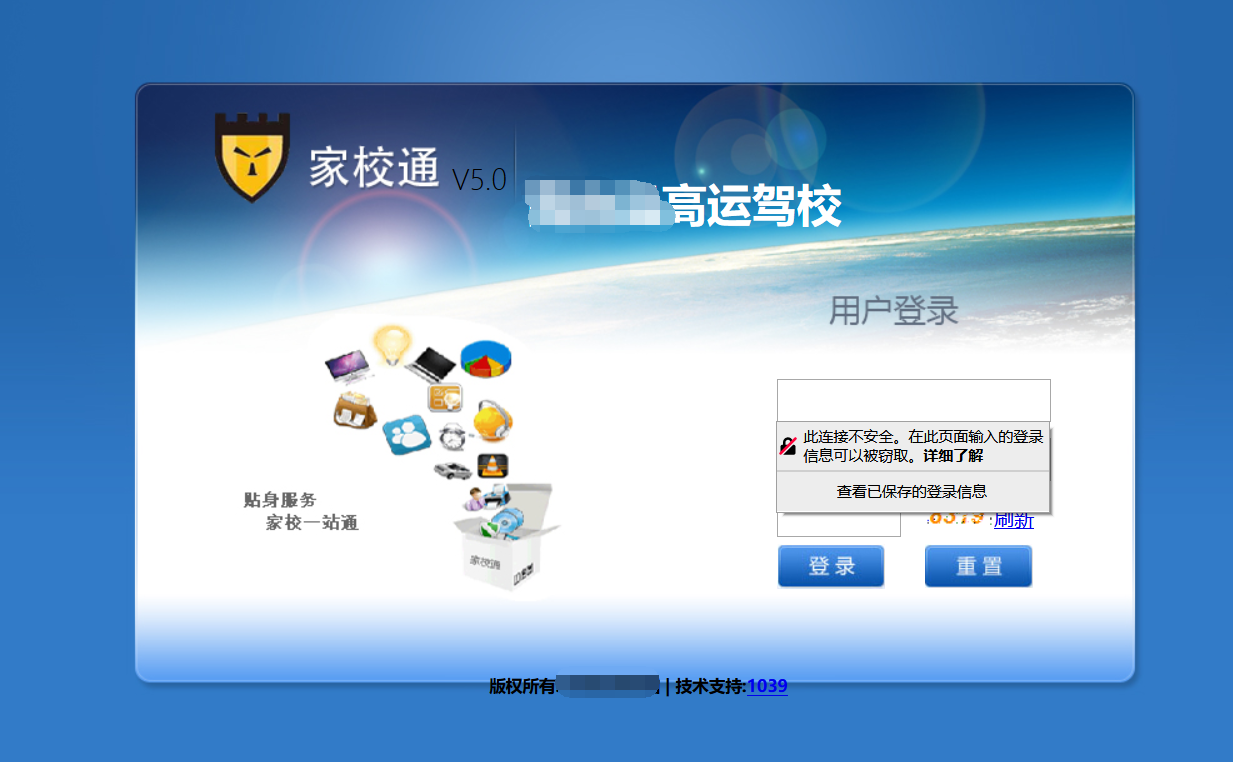 家校通 V5.0
高运驾校
用户登录
此连接不安全。在此页面输入的登录
信息可以被窃取。详细了解
查看已保存的登录信息
刷新
贴身服务
家校一站通
家校通
登录
重置
版权所有 | 技术支持:1039